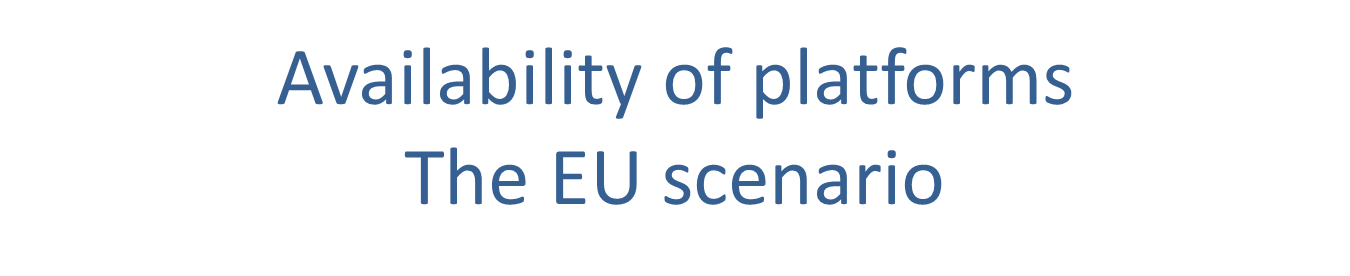 Availability of platforms
The EU scenario